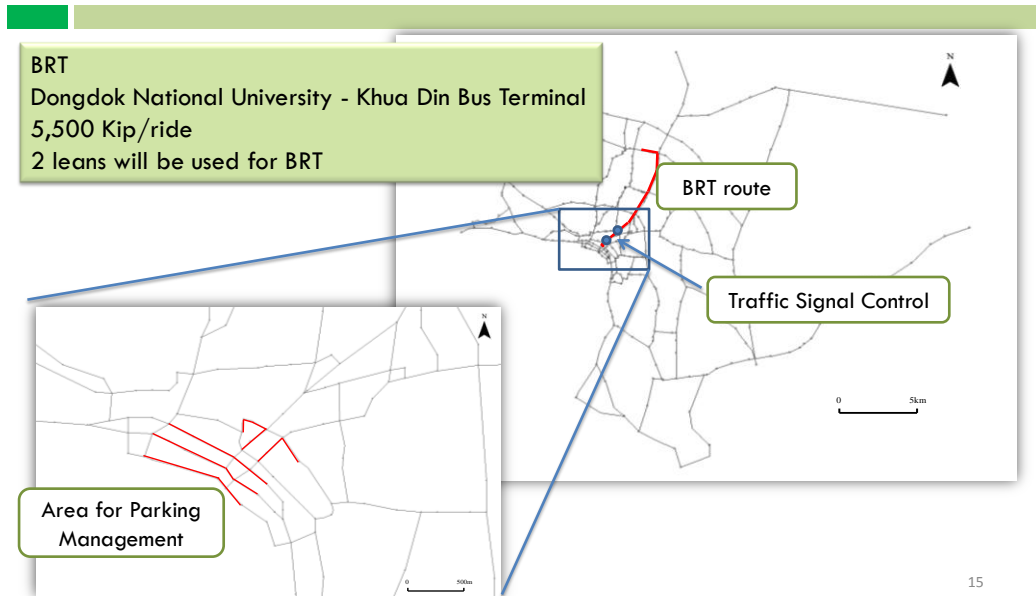 BRT
Dongdok National University - Khua Din Bus Terminal
5,500 Kip/ride
2 leans will be used for BRT
N
BRT route
Traffic Signal Control
0 5km
N
Area for Parking
Management
0 500m
15